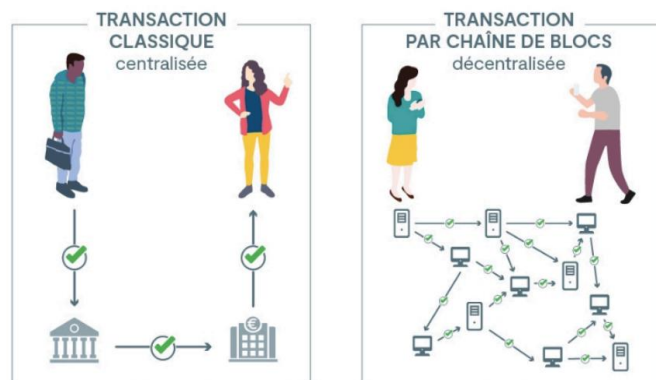 TRANSACTION
CLASSIQUE
centralisée
TRANSACTION
PAR CHAÎNE DE BLOCS
décentralisée
€